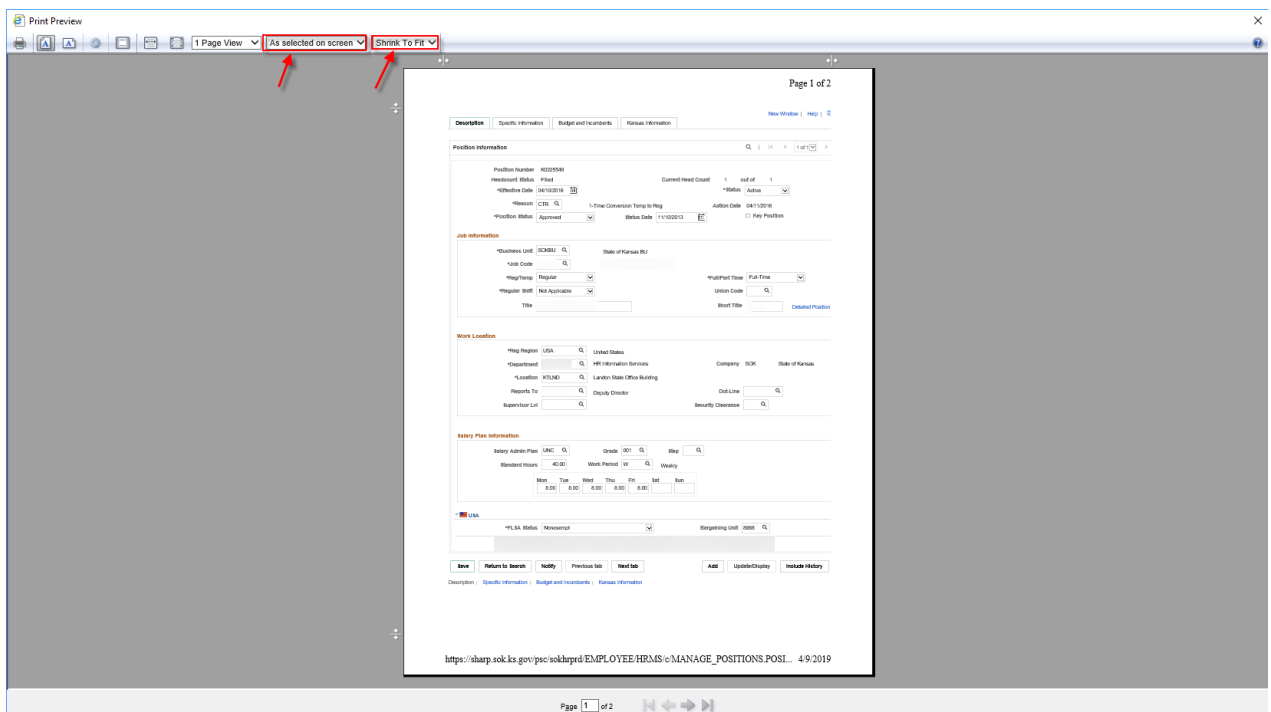 Print Preview
1 Page View As selected on screen Shrink To Fit
Page 1 of 2
New Window | Help |
Description Specific Information Budget and Incumbents Kansas Information
Position Information 1 of 1
Position Number K0225549
Headcount Status Filled Current Head Count 1 out of 1
*Effective Date 04/10/2016 *Status Active
*Reason CTR 1-Time Conversion Temp to Reg Action Date 04/11/2016
*Position Status Approved Status Date 11/10/2013 Key Position
Job Information
*Business Unit SOKBU State of Kansas BU
*Job Code
*Reg/Temp Regular *Full/Part Time Full-Time
*Regular Shift Not Applicable Union Code
Title Short Title Detailed Position
Work Location
*Reg Region USA United States
*Department HR Information Services Company SOK State of Kansas
*Location KTLND Landon State Office Building
Reports To Deputy Director Dot-Line
Supervisor Lvl Security Clearance
Salary Plan Information
Salary Admin Plan UNC Grade 001 Step
Standard Hours 40.00 Work Period W Weekly
Mon Tue Wed Thu Fri Sat Sun
8.00 8.00 8.00 8.00 8.00
USA
*FLSA Status Nonexempt Bargaining Unit 8888
Save Return to Search Notify Previous tab Next tab Add Update/Display Include History
Description | Specific Information | Budget and Incumbents | Kansas Information
https://sharp.sok.ks.gov/psc/sokhrprd/EMPLOYEE/HRMS/c/MANAGE_POSITIONS.POSI... 4/9/2019
Page 1 of 2